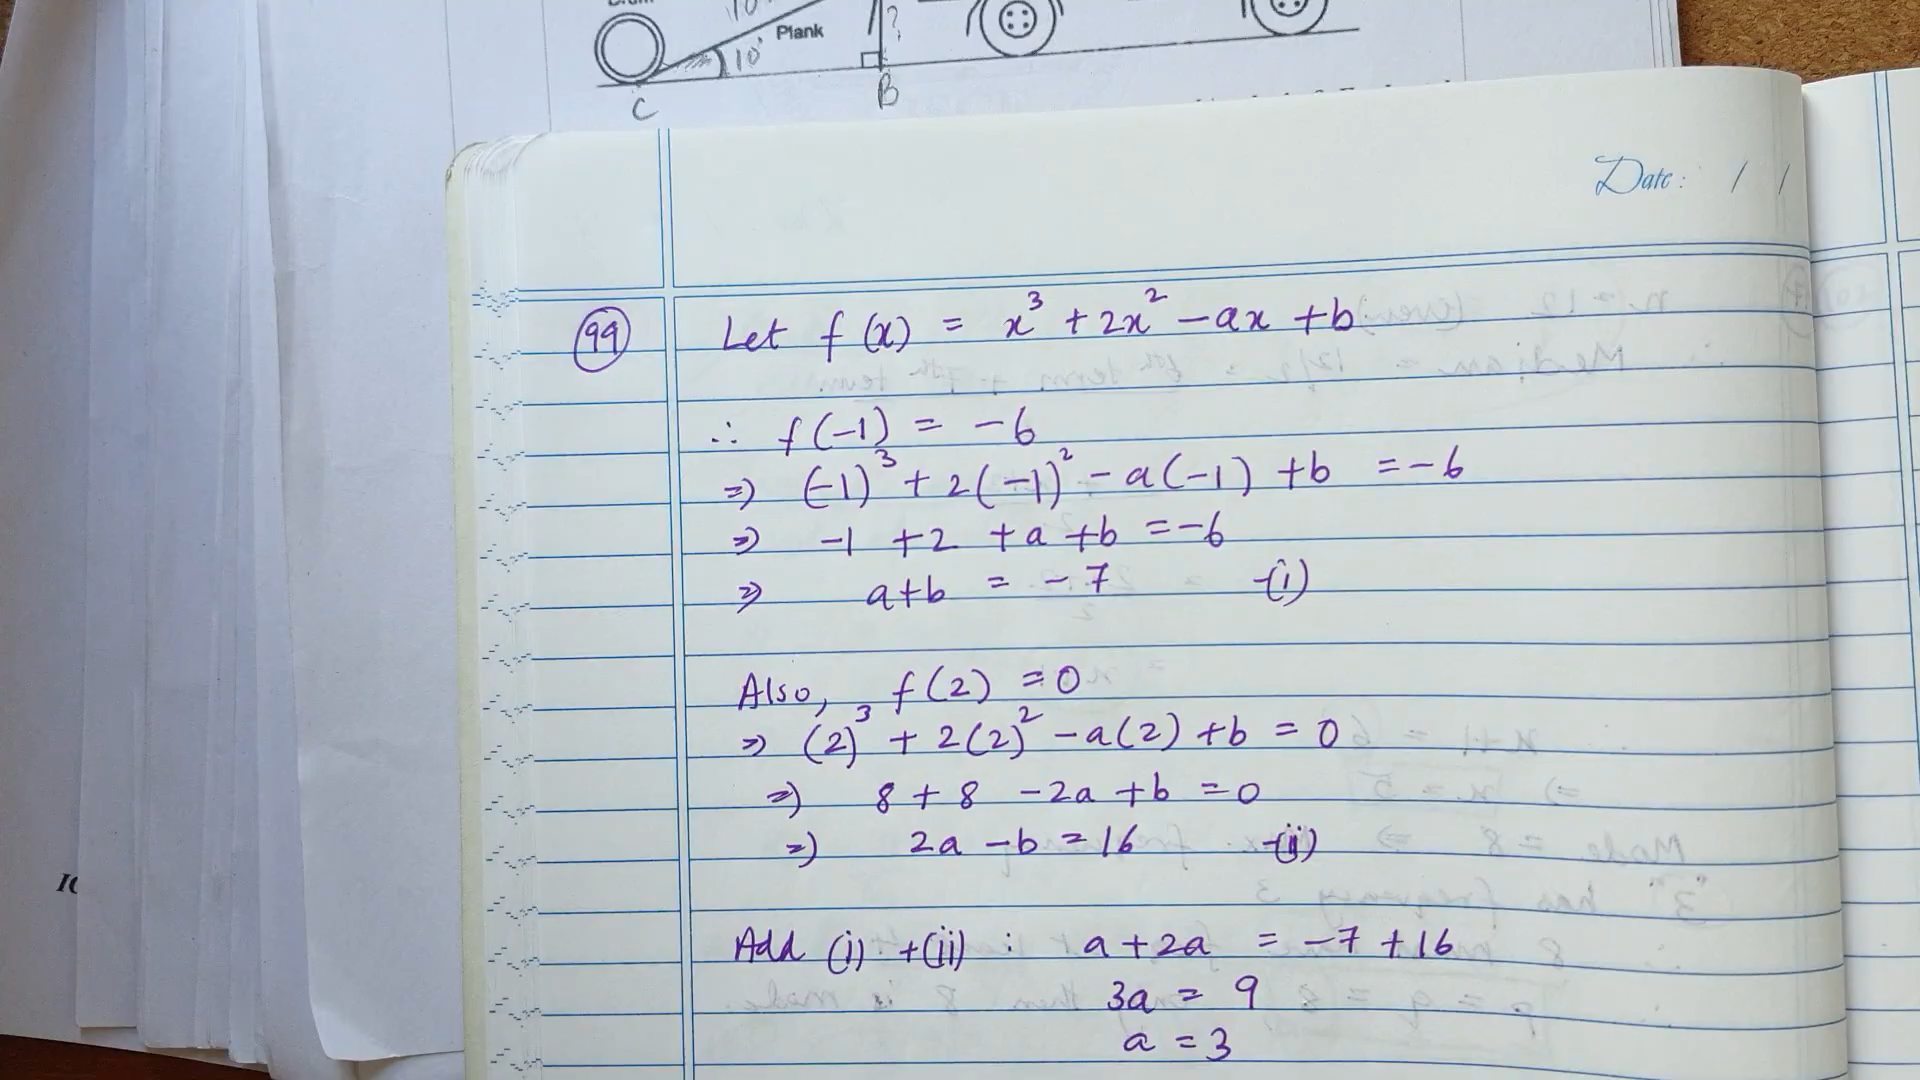 10
Plank
?
10°
C
B
Date: / /
99
Let f(x) = x³ + 2x² - ax + b
∴ f(-1) = -6
⇒ (-1)³ + 2(-1)² - a(-1) + b = -6
⇒ -1 + 2 + a + b = -6
⇒ a+b = -7 -(i)
Also, f(2) = 0
⇒ (2)³ + 2(2)² - a(2) + b = 0
⇒ 8 + 8 - 2a + b = 0
⇒ 2a - b = 16 -(ii)
Add (i) + (ii) : a + 2a = -7 + 16
3a = 9
a = 3